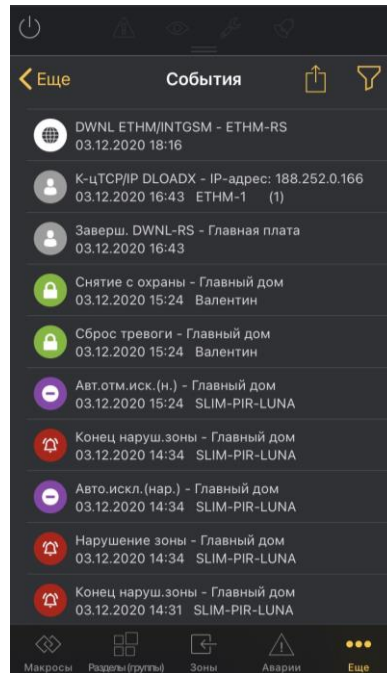 Еще
События
DWNL ETHM/INTGSM - ETHM-RS
03.12.2020 18:16
К-цTCP/IP DLOADX - IP-адрес: 188.252.0.166
03.12.2020 16:43 ETHM-1 (1)
Заверш. DWNL-RS - Главная плата
03.12.2020 16:43
Снятие с охраны - Главный дом
03.12.2020 15:24 Валентин
Сброс тревоги - Главный дом
03.12.2020 15:24 Валентин
Авт.отм.иск.(н.) - Главный дом
03.12.2020 15:24 SLIM-PIR-LUNA
Конец наруш.зоны - Главный дом
03.12.2020 14:34 SLIM-PIR-LUNA
Авто.искл.(нар.) - Главный дом
03.12.2020 14:34 SLIM-PIR-LUNA
Нарушение зоны - Главный дом
03.12.2020 14:34 SLIM-PIR-LUNA
Конец наруш.зоны - Главный дом
03.12.2020 14:31 SLIM-PIR-LUNA
Макросы Разделы (группы) Зоны Аварии Еще